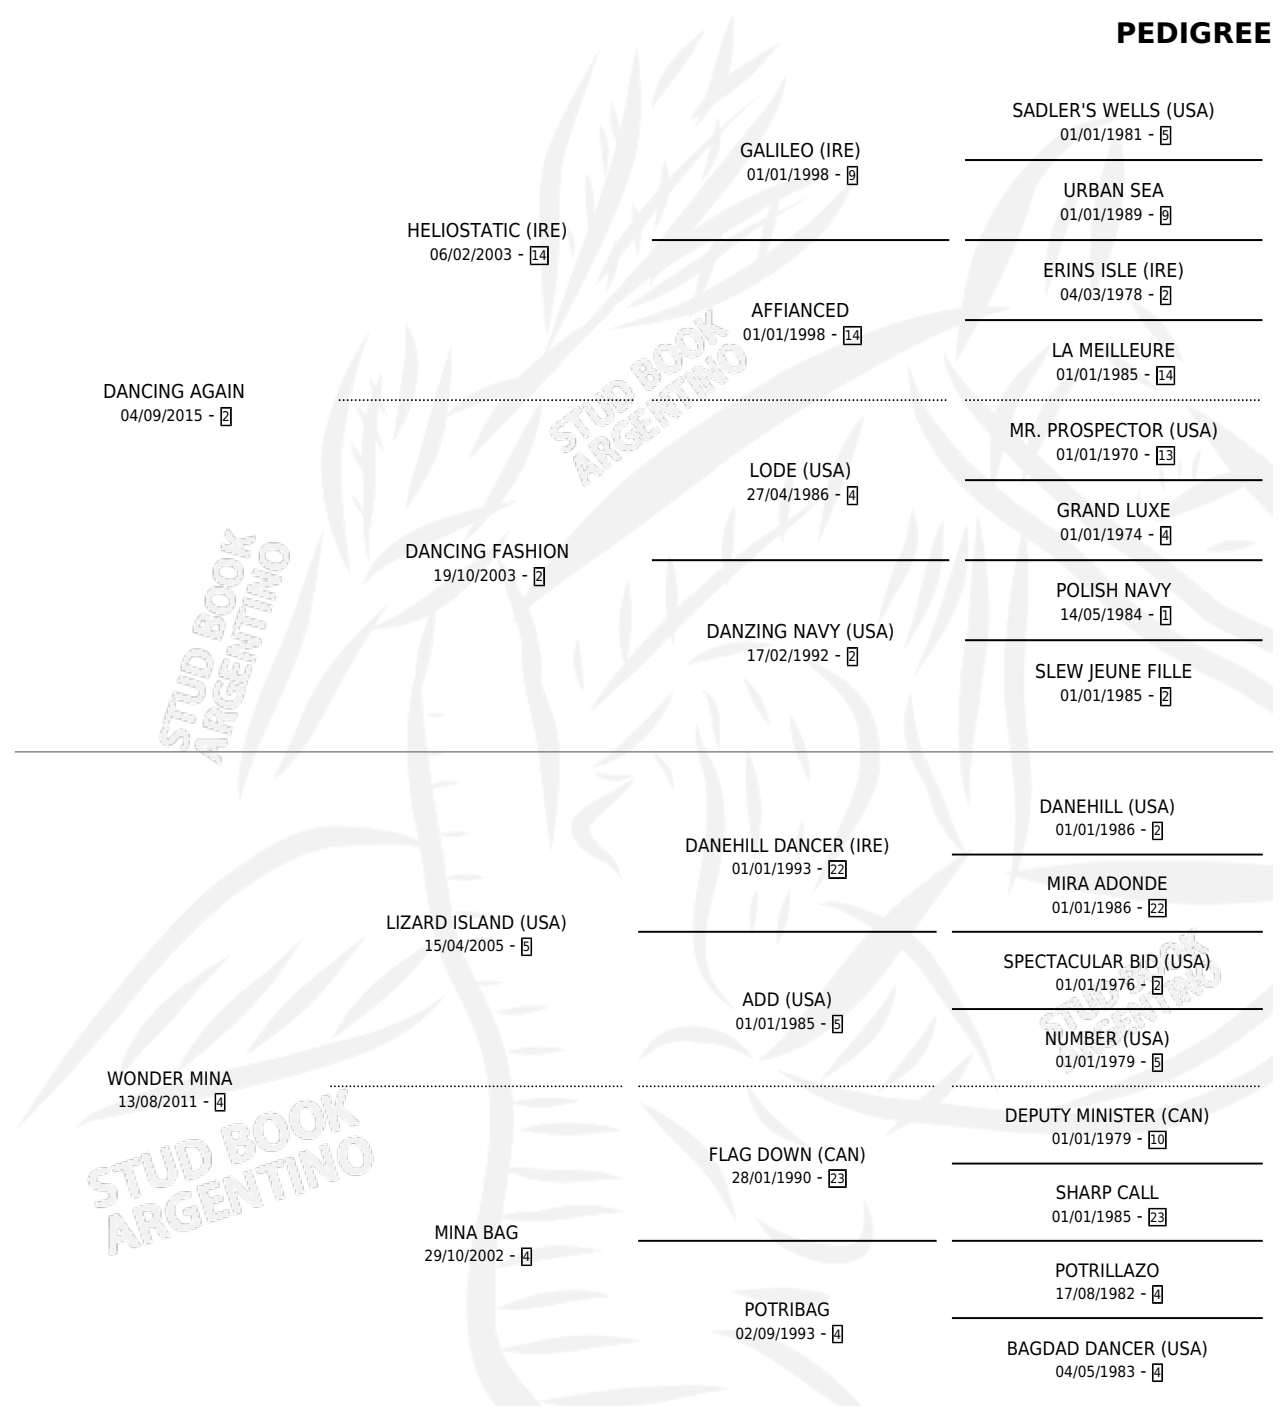 PEDIGREE
SADLER'S WELLS (USA)
01/01/1981 - 5
GALILEO (IRE)
01/01/1998 - 9
URBAN SEA
01/01/1989 - 9
HELIOSTATIC (IRE)
06/02/2003 - 14
ERINS ISLE (IRE)
04/03/1978 - 2
AFFIANCED
01/01/1998 - 14
LA MEILLEURE
01/01/1985 - 14
DANCING AGAIN
04/09/2015 - 2
STUD BOOK
ARGENTINO
MR. PROSPECTOR (USA)
01/01/1970 - 13
LODE (USA)
27/04/1986 - 4
GRAND LUXE
01/01/1974 - 4
DANCING FASHION
19/10/2003 - 2
POLISH NAVY
14/05/1984 - 1
DANZING NAVY (USA)
17/02/1992 - 2
SLEW JEUNE FILLE
01/01/1985 - 2
STUD BOOK
ARGENTINO
DANEHILL (USA)
01/01/1986 - 2
DANEHILL DANCER (IRE)
01/01/1993 - 22
MIRA ADONDE
01/01/1986 - 22
LIZARD ISLAND (USA)
15/04/2005 - 5
SPECTACULAR BID (USA)
01/01/1976 - 2
ADD (USA)
01/01/1985 - 5
STUD BOOK
ARGENTINO
NUMBER (USA)
01/01/1979 - 5
WONDER MINA
13/08/2011 - 4
DEPUTY MINISTER (CAN)
01/01/1979 - 10
FLAG DOWN (CAN)
28/01/1990 - 23
SHARP CALL
01/01/1985 - 23
STUD BOOK
ARGENTINO
MINA BAG
29/10/2002 - 4
POTRILLAZO
17/08/1982 - 4
POTRIBAG
02/09/1993 - 4
BAGDAD DANCER (USA)
04/05/1983 - 4